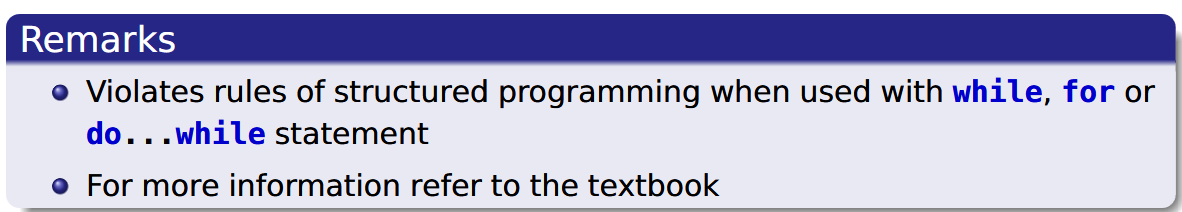 Remarks
Violates rules of structured programming when used with while, for or
do...while statement
For more information refer to the textbook